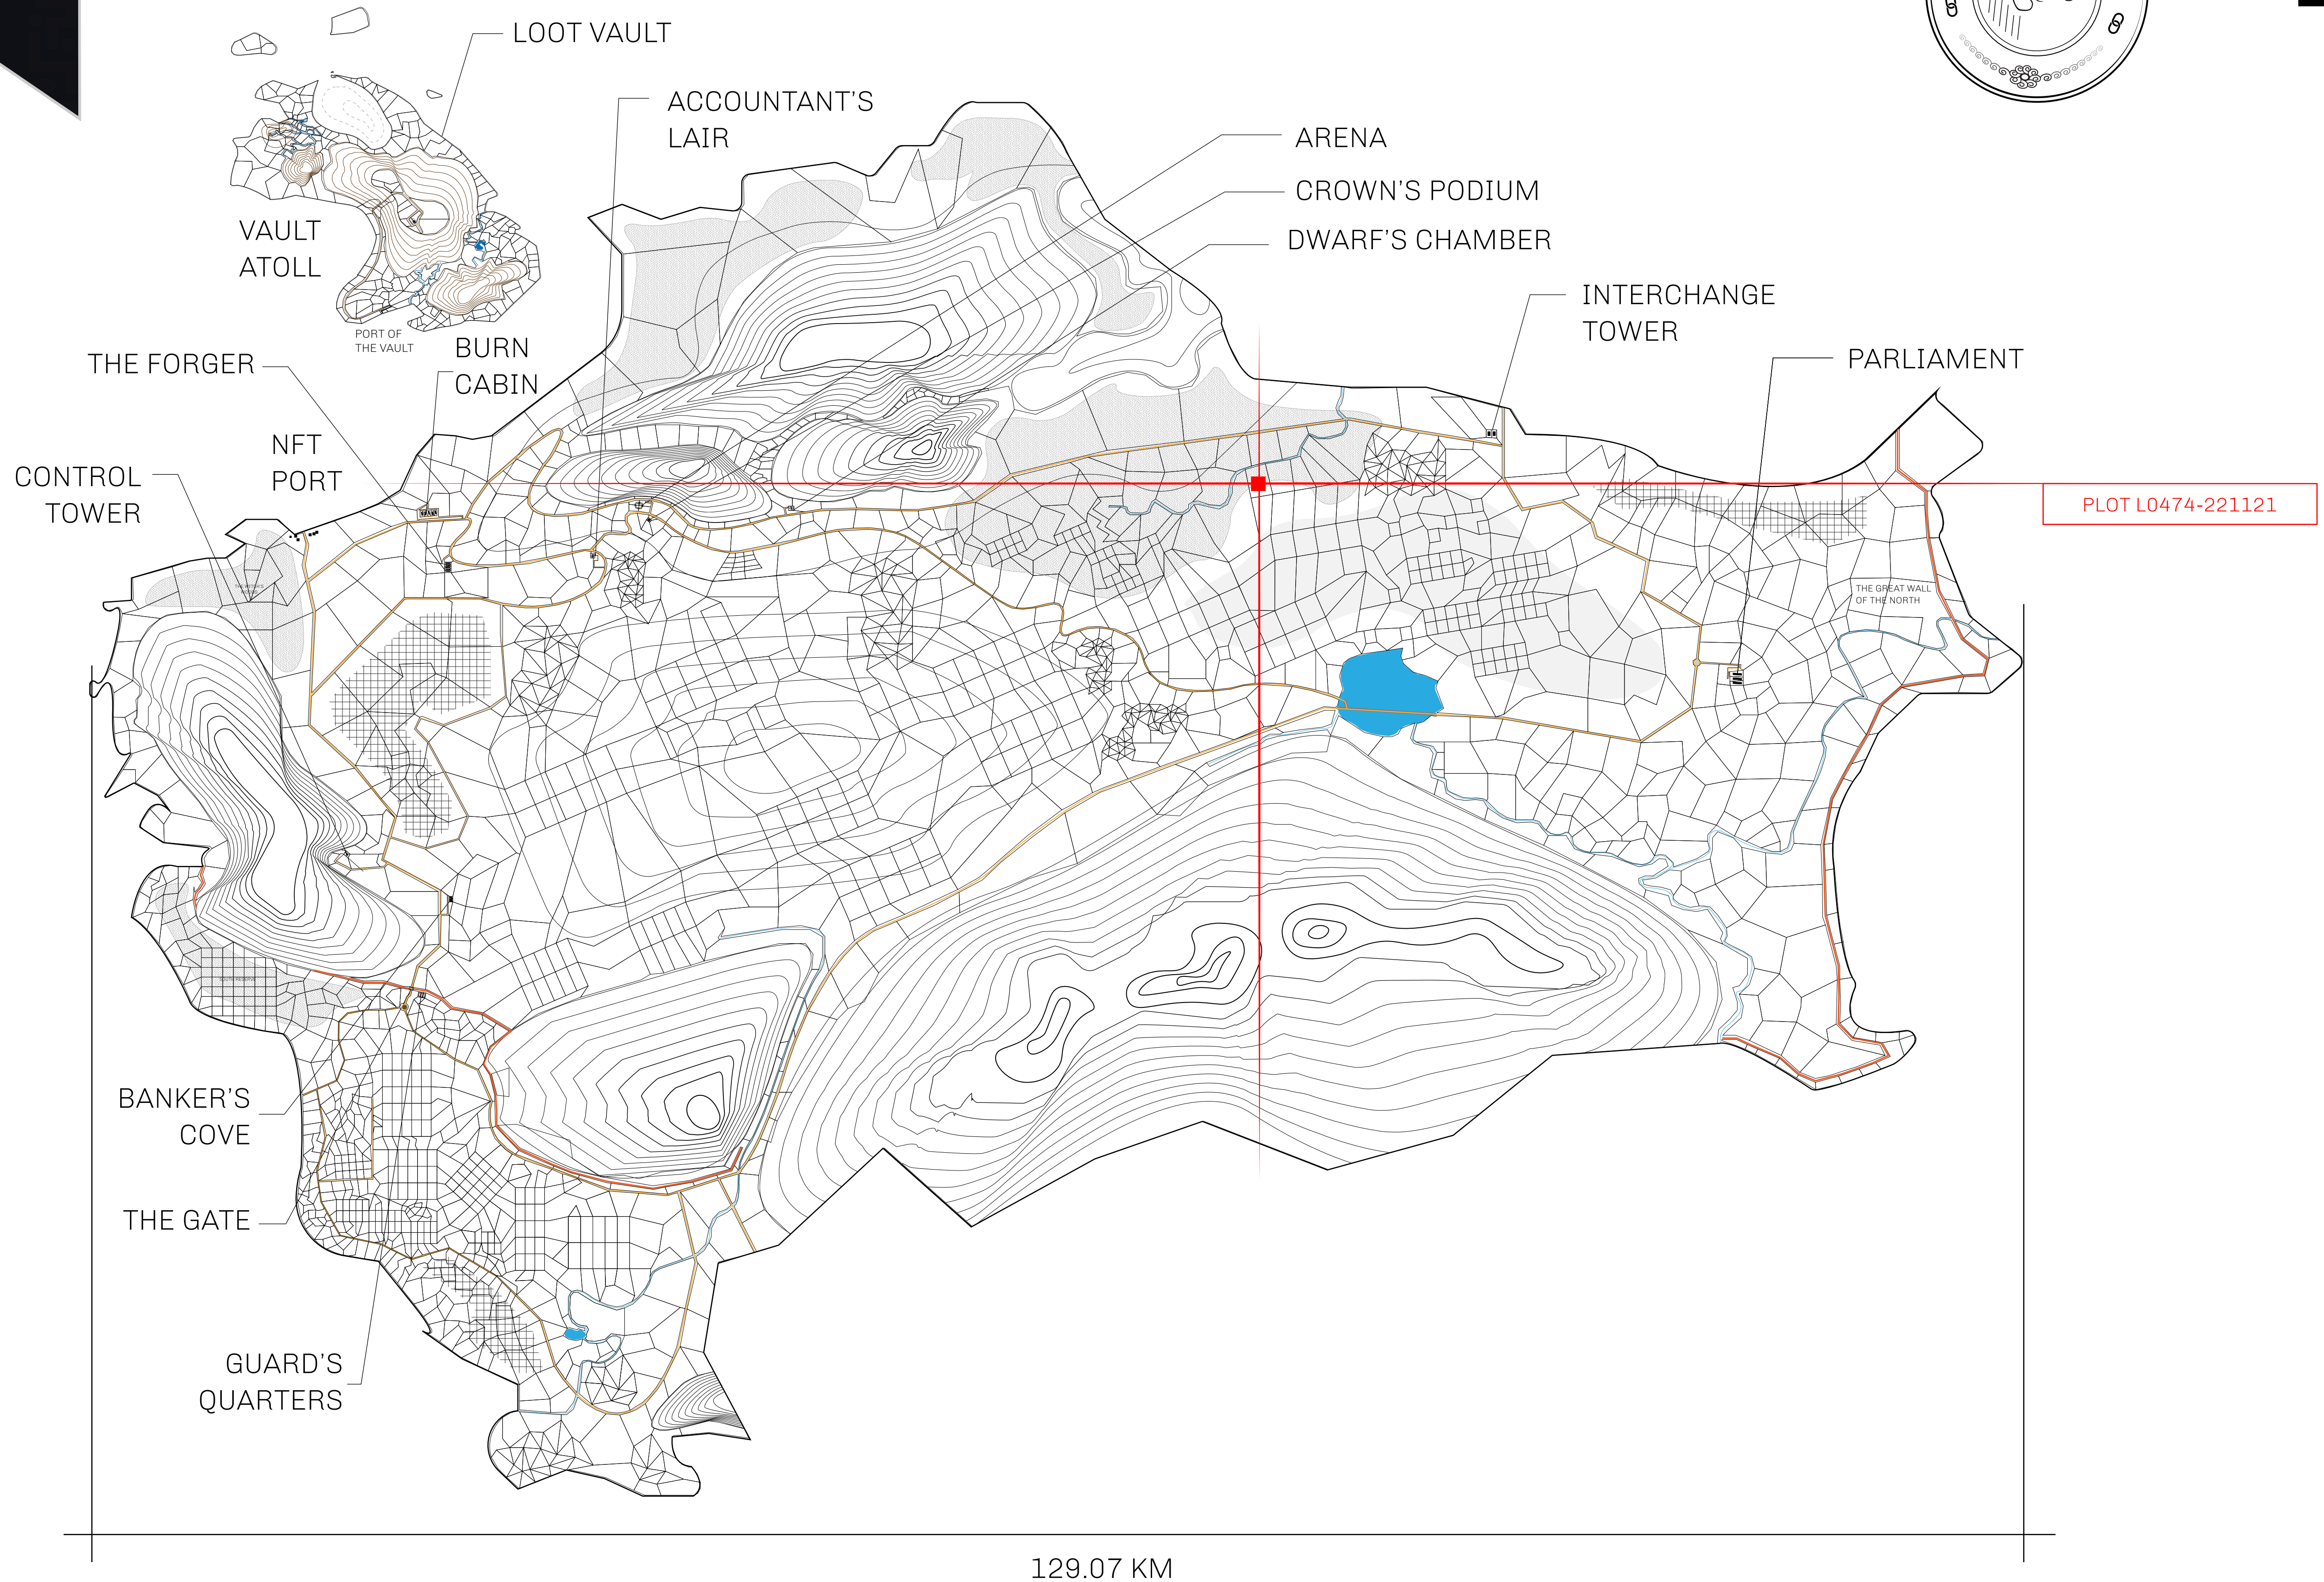 LOOT VAULT
ACCOUNTANT'S
LAIR
ARENA
CROWN'S PODIUM
DWARF'S CHAMBER
VAULT
ATOLL
INTERCHANGE
TOWER
PORT OF
THE VAULT
BURN
CABIN
THE FORGER
PARLIAMENT
NFT
PORT
CONTROL
TOWER
PLOT L0474-221121
THE GREAT WALL
OF THE NORTH
BANKER'S
COVE
THE GATE
GUARD'S
QUARTERS
129.07 KM